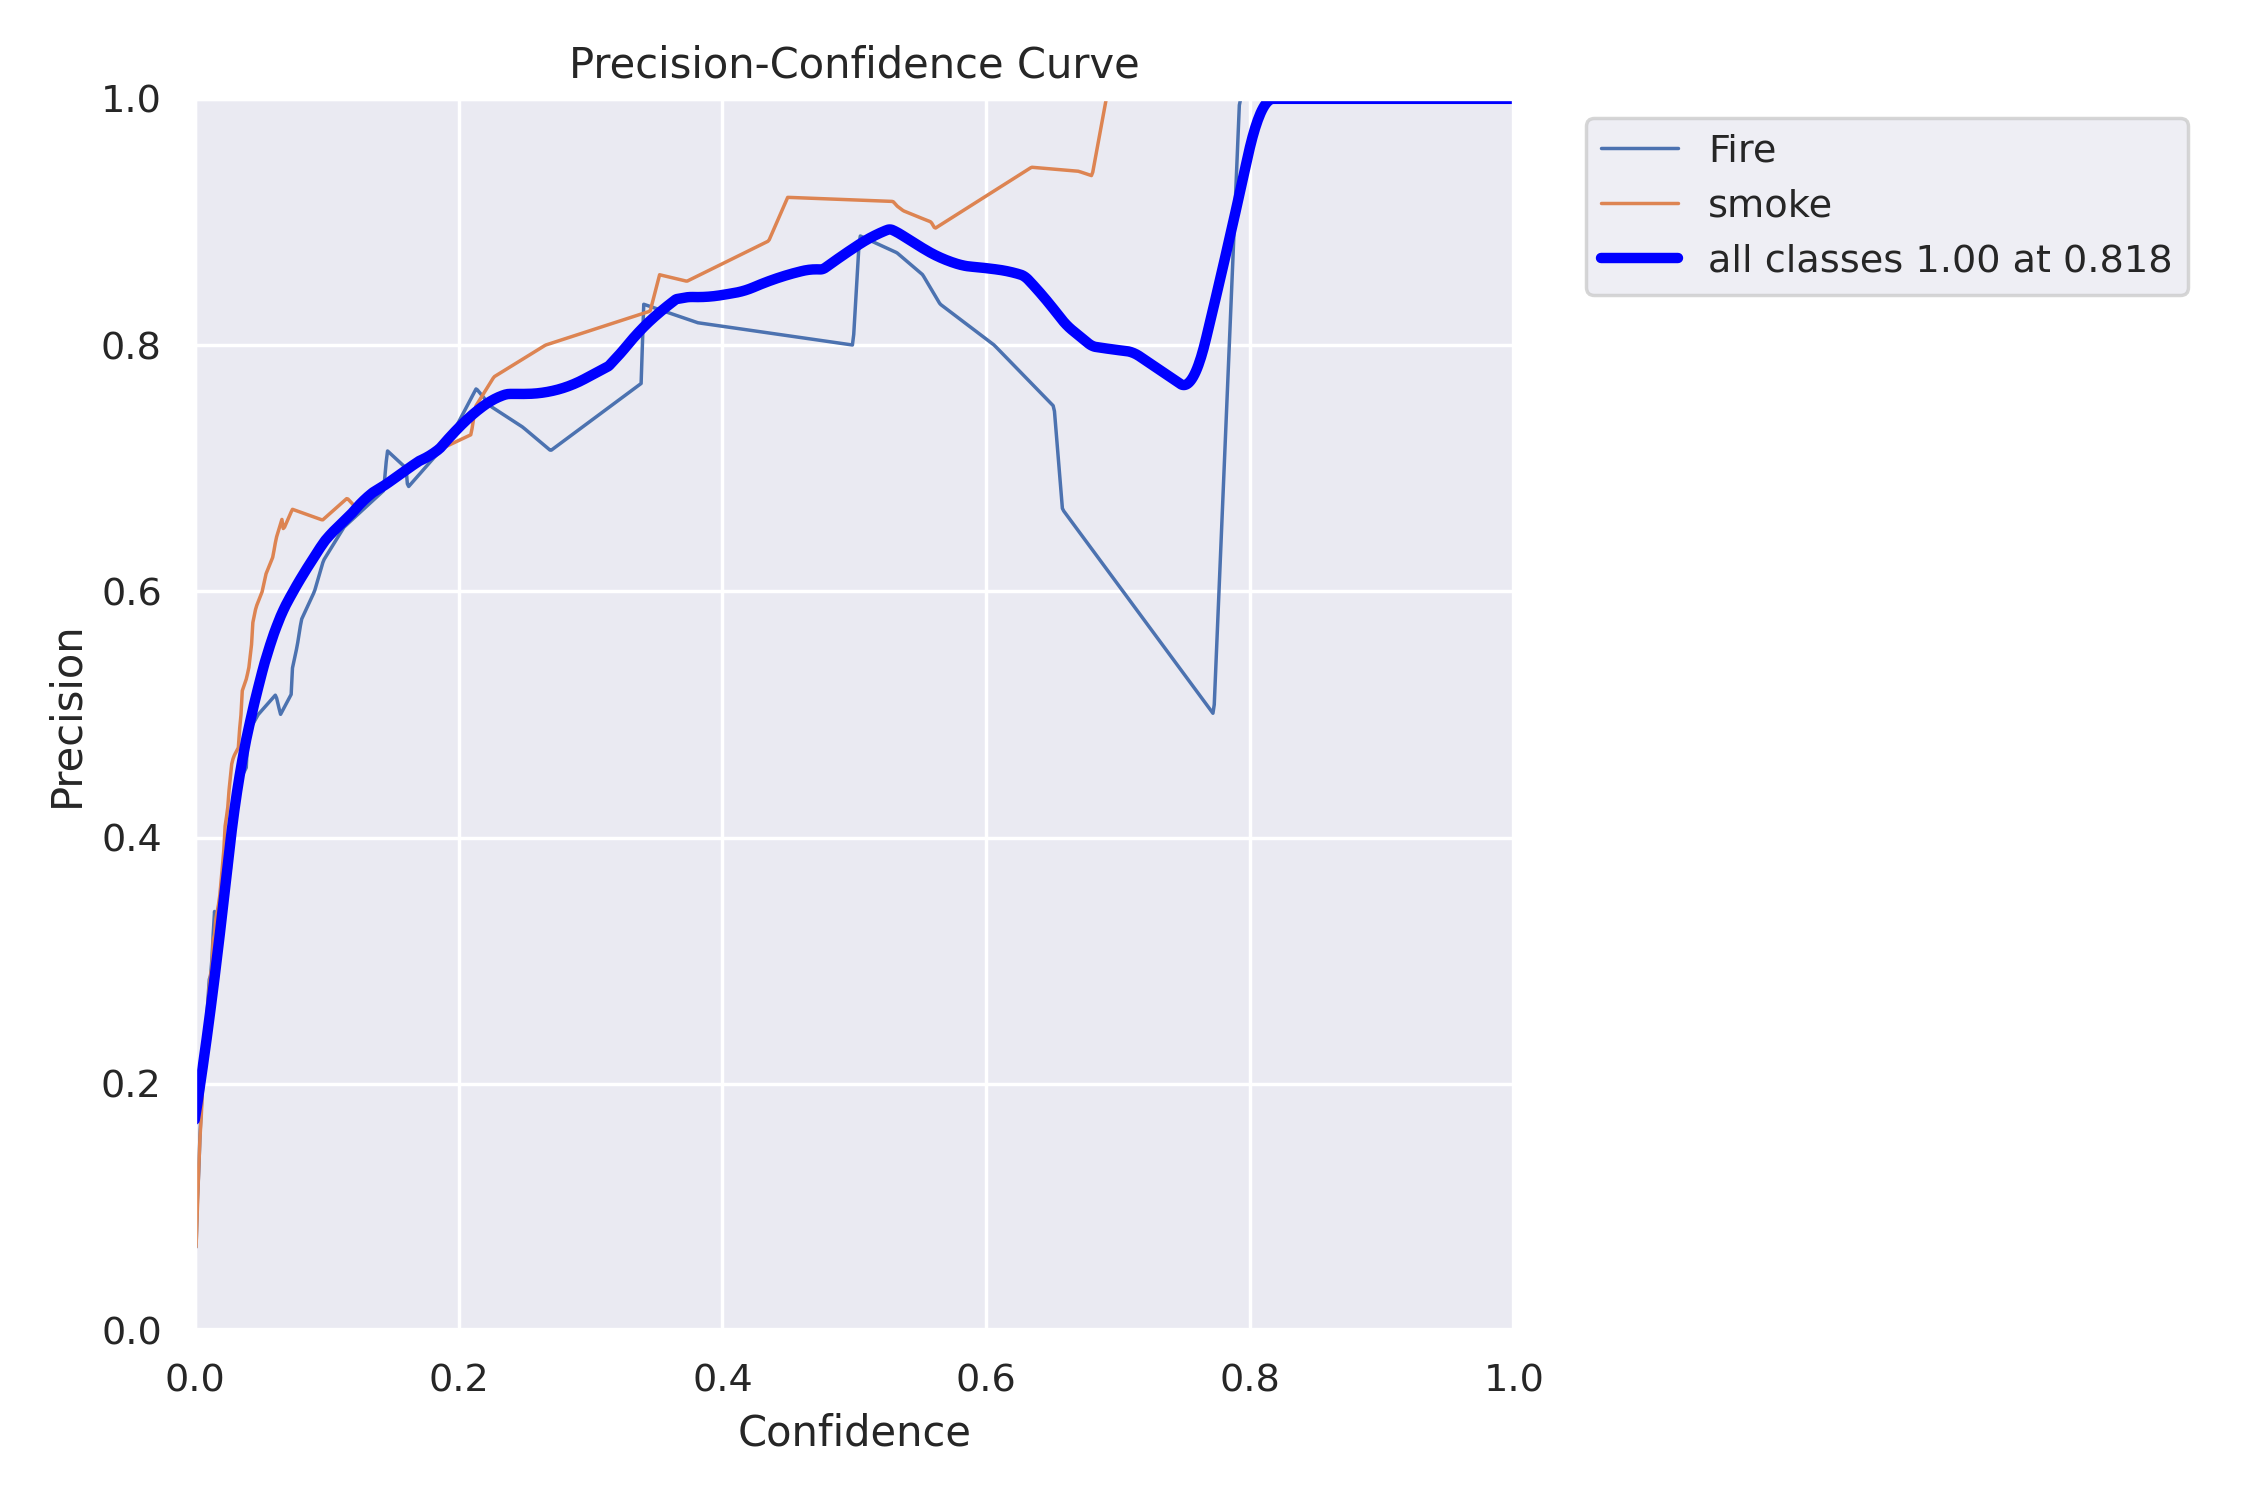 Precision-Confidence Curve
1.0
0.8
0.6
0.4
0.2
0.0
Precision
0.0 0.2 0.4 0.6 0.8 1.0
Confidence
Fire
smoke
all classes 1.00 at 0.818